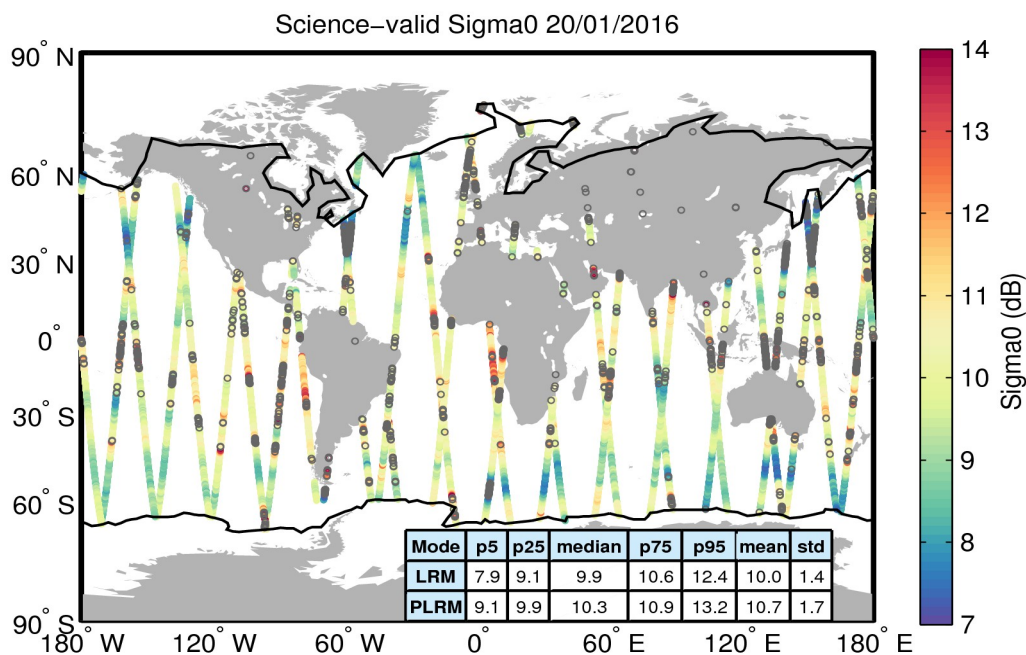 Science−valid Sigma0 20/01/2016
90° N
60° N
30° N
0°
30° S
60° S
90° S
180° W
120° W
60° W
0°
60° E
120° E
180° E
Mode p5 p25 median p75 p95 mean std
LRM 7.9 9.1 9.9 10.6 12.4 10.0 1.4
PLRM 9.1 9.9 10.3 10.9 13.2 10.7 1.7
14
13
12
11
10
9
8
7
Sigma0 (dB)